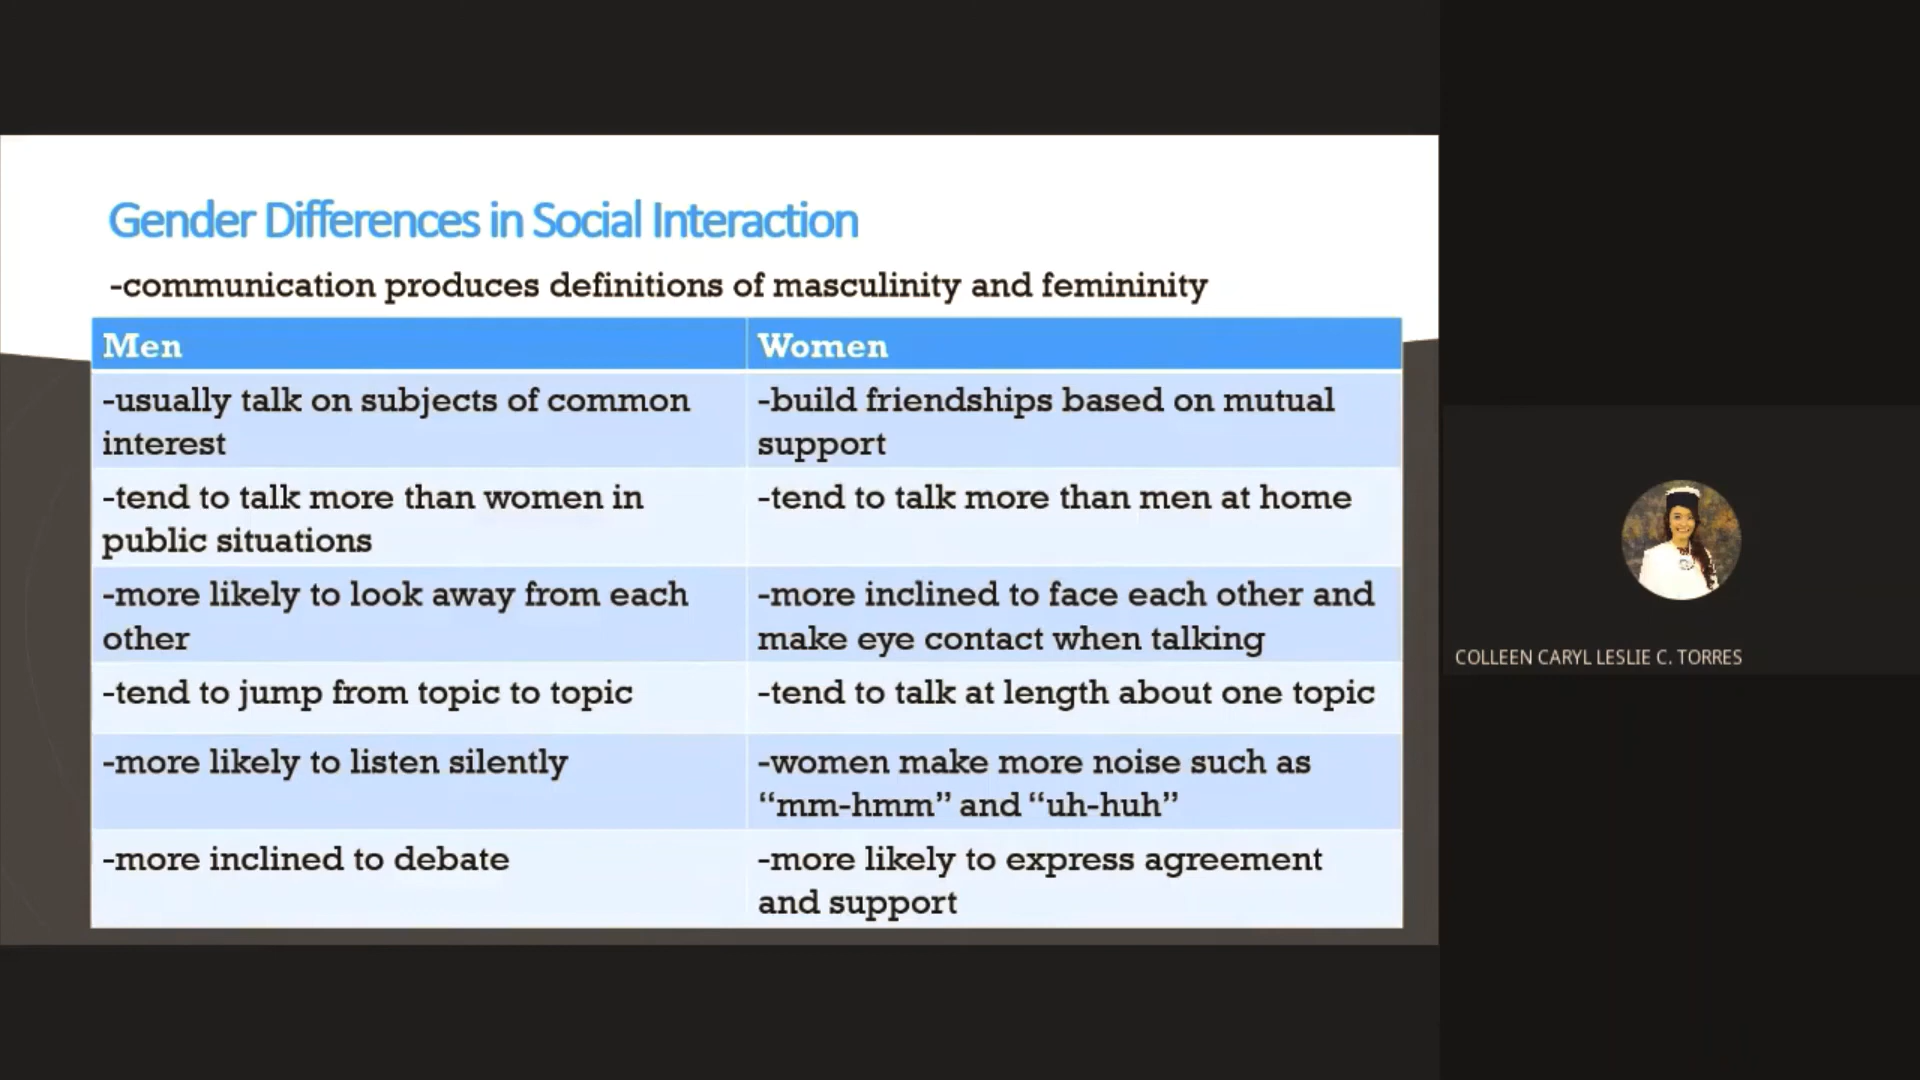 Gender Differences in Social Interaction
-communication produces definitions of masculinity and femininity
Men
Women
-usually talk on subjects of common
interest
-build friendships based on mutual
support
-tend to talk more than women in
public situations
-tend to talk more than men at home
-more likely to look away from each
other
-more inclined to face each other and
make eye contact when talking
-tend to jump from topic to topic
-tend to talk at length about one topic
-more likely to listen silently
-women make more noise such as
“mm-hmm” and “uh-huh”
-more inclined to debate
-more likely to express agreement
and support
COLLEEN CARYL LESLIE C. TORRES